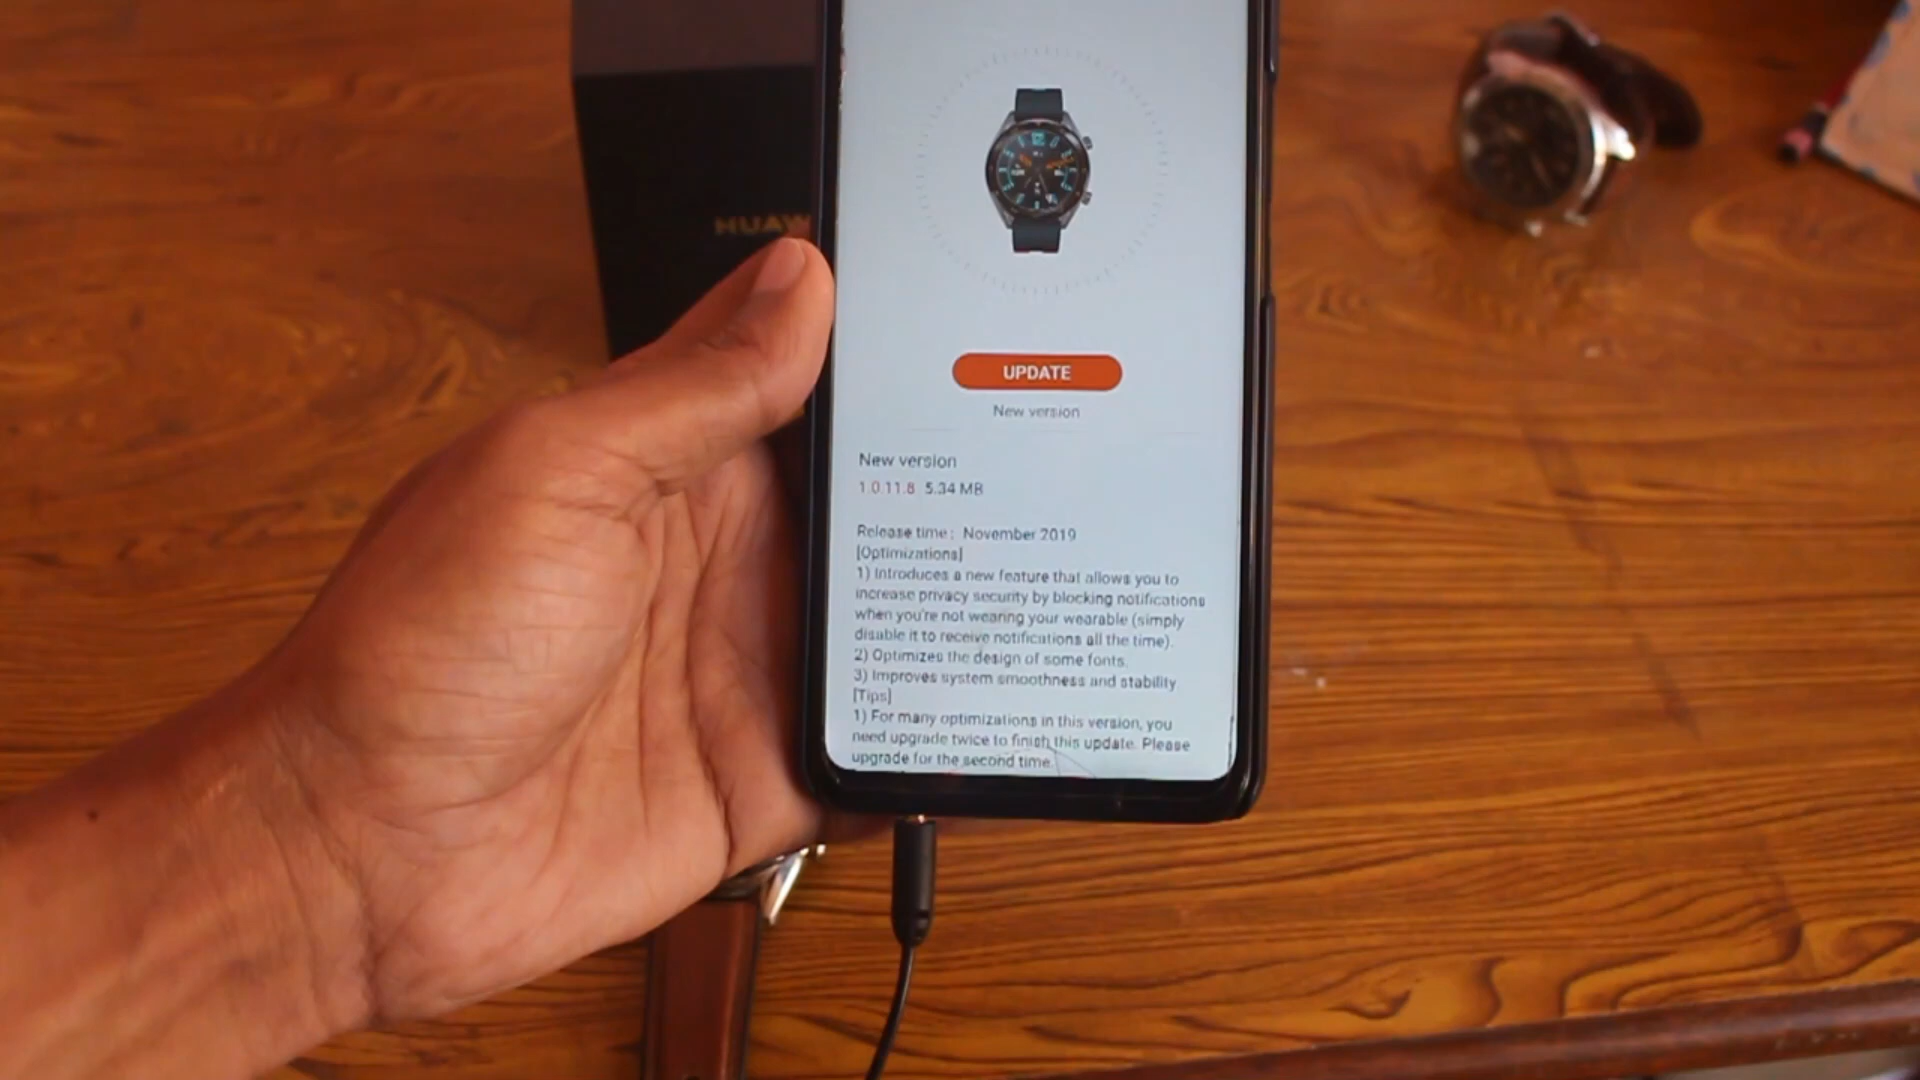 HUAW
UPDATE
New version
New version
1.0.11.8 5.34 MB
Release time: November 2019
[Optimizations]
1) Introduces a new feature that allows you to
increase privacy security by blocking notifications
when you're not wearing your wearable (simply
disable it to receive notifications all the time).
2) Optimizes the design of some fonts.
3) Improves system smoothness and stability
[Tips]
1) For many optimizations in this version, you
need upgrade twice to finish this update. Please
upgrade for the second time.